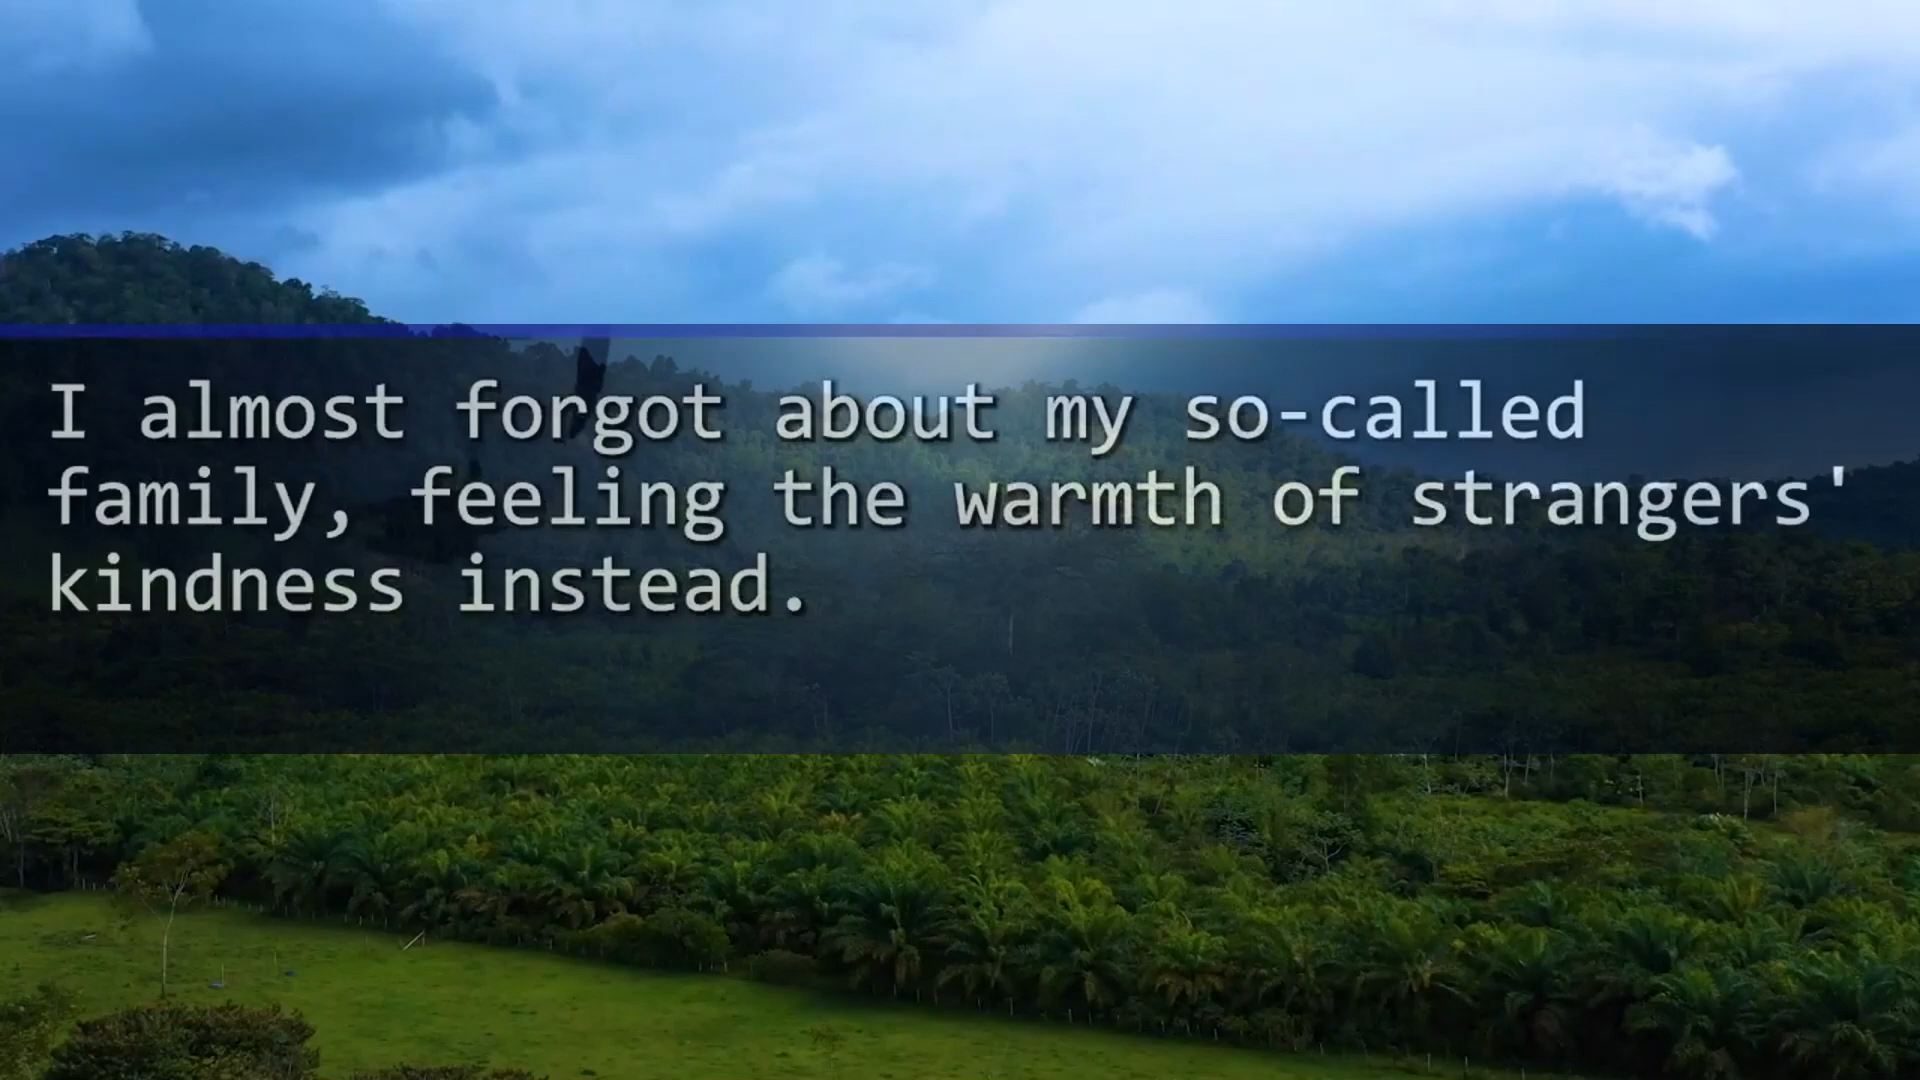 I almost forgot about my so-called
family, feeling the warmth of strangers'
kindness instead.